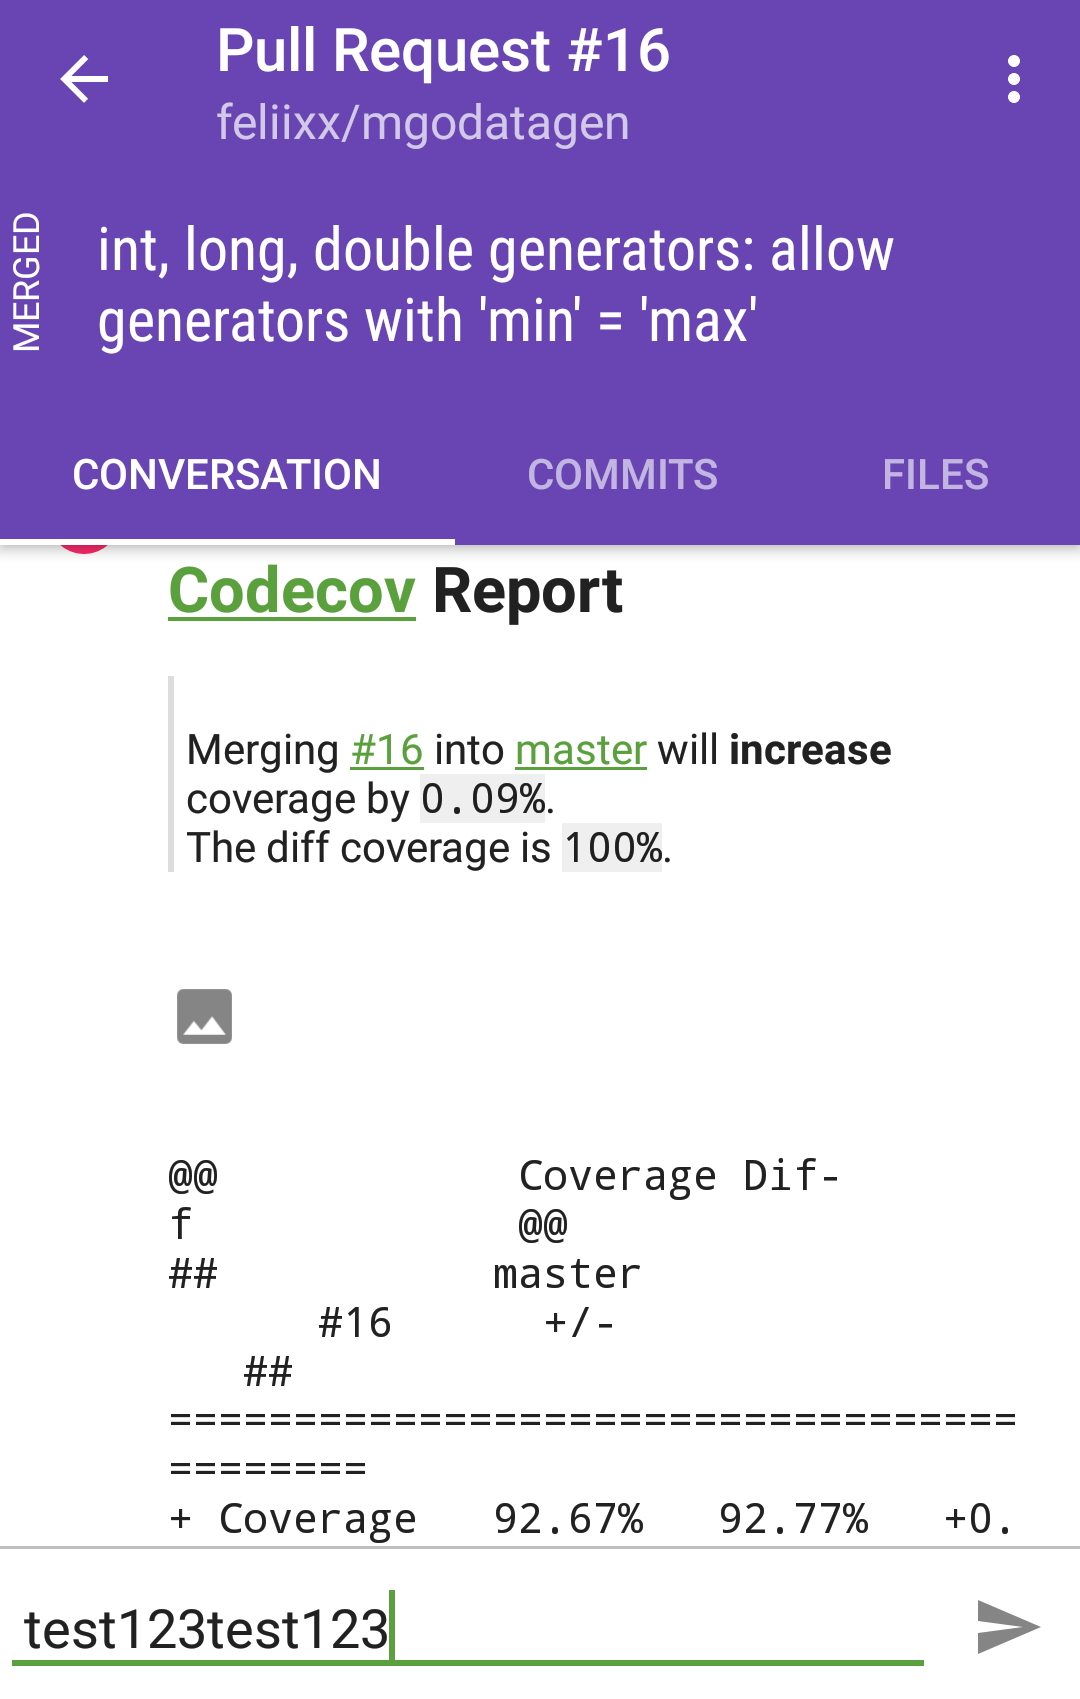 Pull Request #16
feliixx/mgodatagen
MERGED
int, long, double generators: allow
generators with 'min' = 'max'
CONVERSATION COMMITS FILES
Codecov Report
Merging #16 into master will increase
coverage by 0.09%.
The diff coverage is 100%.
@@ Coverage Dif-
f @@
## master
#16 +/-
##
==================================
========
+ Coverage 92.67% 92.77% +0.
test123test123